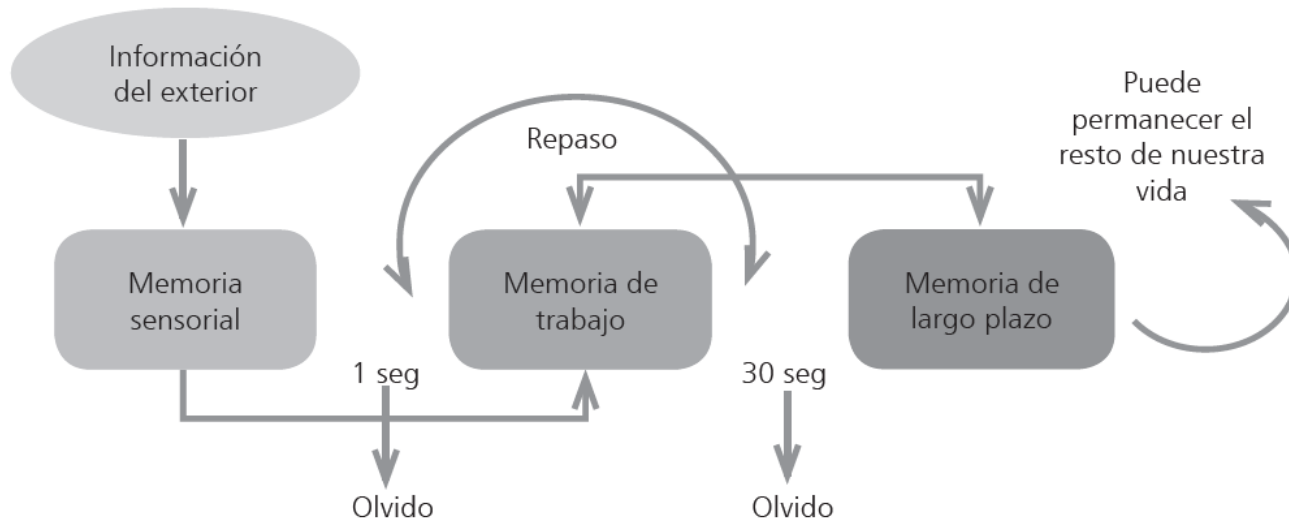 Información
del exterior
Repaso
Puede
permanecer el
resto de nuestra
vida
Memoria
sensorial
Memoria de
trabajo
Memoria de
largo plazo
1 seg
30 seg
Olvido
Olvido